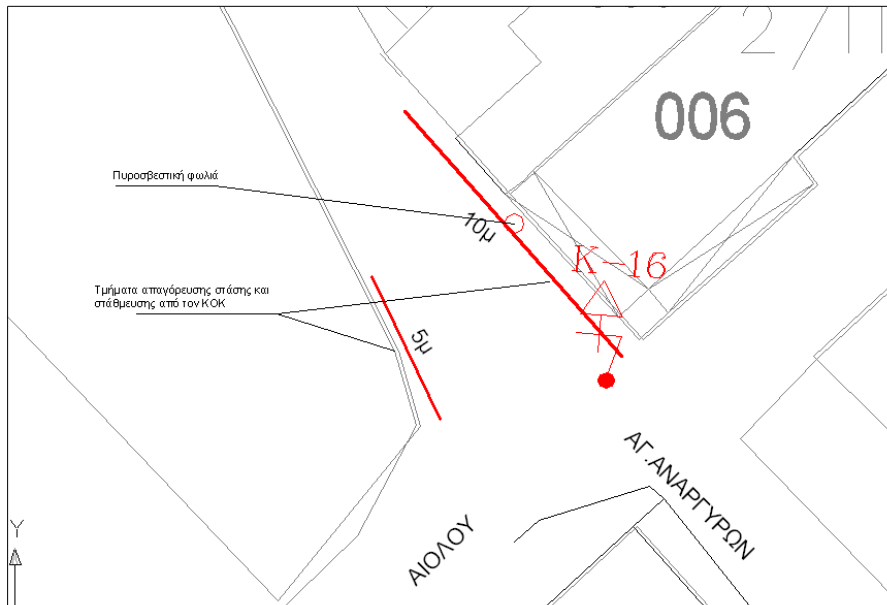 006
Πυροσβεστική φωλιά
10μ
K-16
Τμήματα απαγόρευσης στάσης και
στάθμευσης από τον ΚΟΚ
5μ
ΑΓ.ΑΝΑΡΓΥΡΩΝ
ΑΙΟΛΟΥ
Y